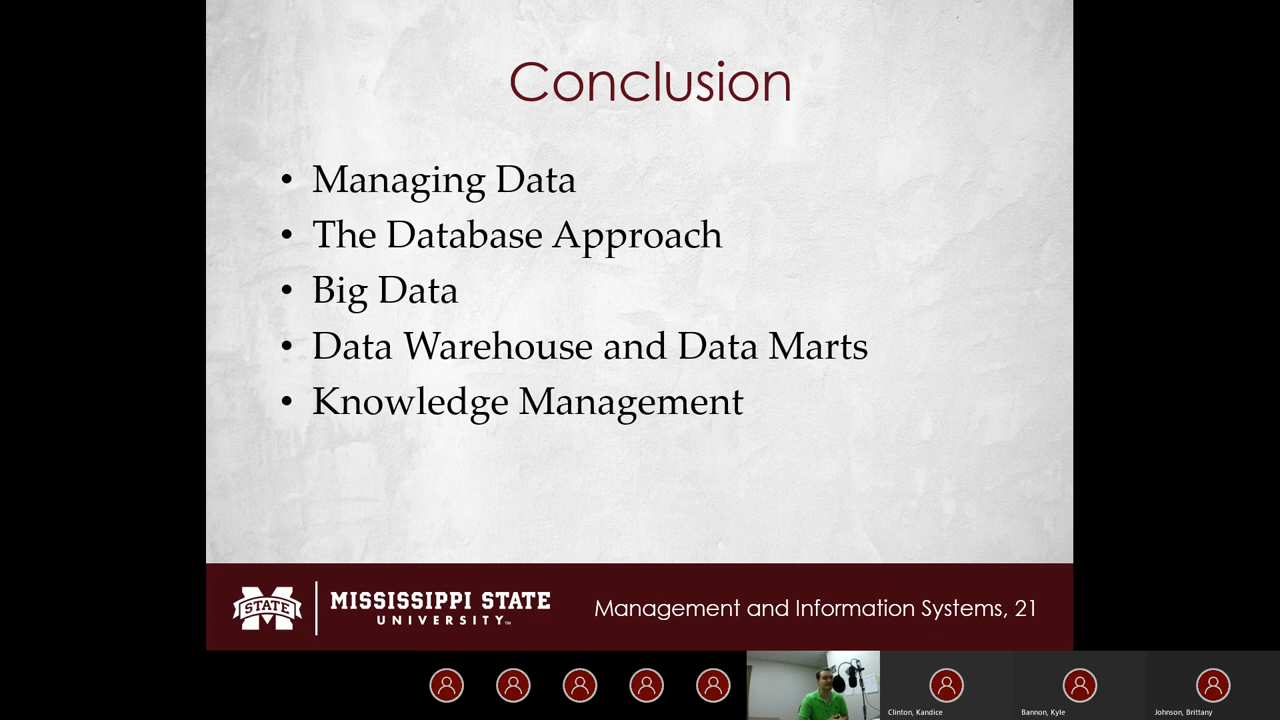 Conclusion
• Managing Data
• The Database Approach
• Big Data
• Data Warehouse and Data Marts
• Knowledge Management
STATE
MISSISSIPPI STATE
UNIVERSITY™
Management and Information Systems, 21
Clinton, Kandice
Bannon, Kyle
Johnson, Brittany